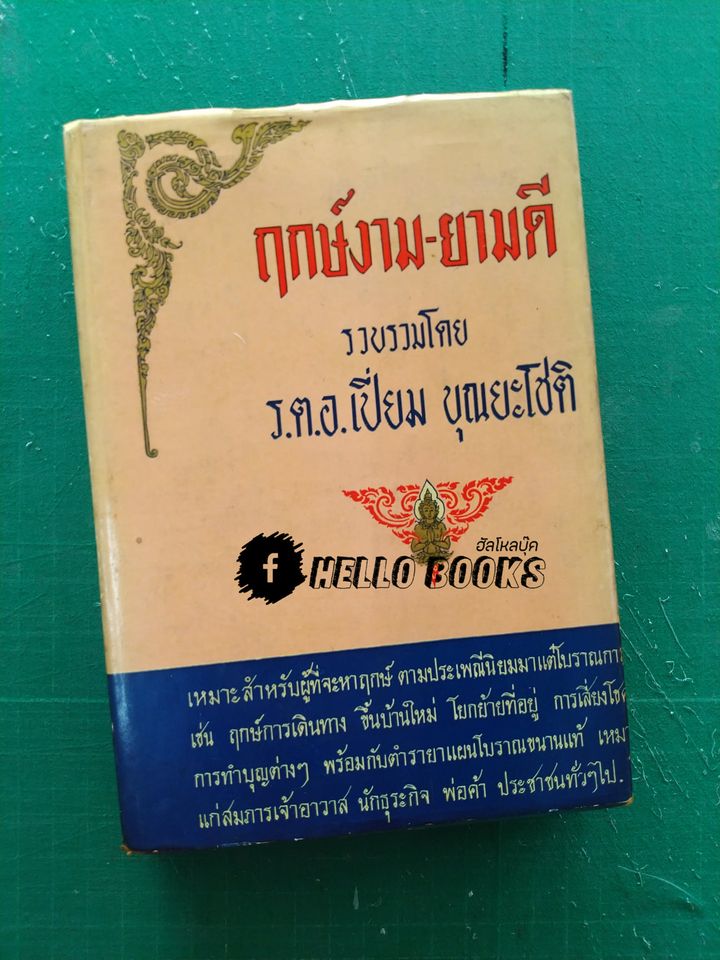 ฤกษ์งาม-ยามดี
รวบรวมโดย
ร.ต.อ.เปี่ยม บุณยะโชติ
ฮัลโหลบุ๊ค
f HELLO BOOKS
เหมาะสำหรับผู้ที่จะหาฤกษ์ ตามประเพณีนิยมมาแต่โบราณกา
เช่น ฤกษ์การเดินทาง ขึ้นบ้านใหม่ โยกย้ายที่อยู่ การเสี่ยงโช
การทำบุญต่างๆ พร้อมกับตำรายาแผนโบราณขนานแท้ เหมา
แก่สมภารเจ้าอาวาส นักธุระกิจ พ่อค้า ประชาชนทั่วๆไป.